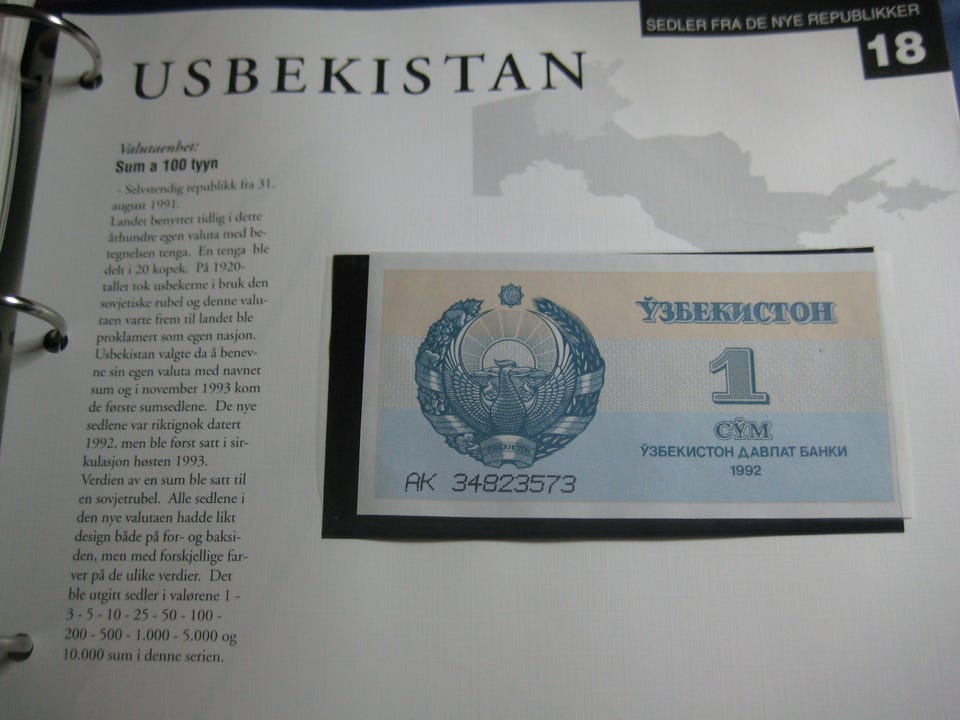 SEDLER FRA DE NYE REPUBLIKKER
18
USBEKISTAN
Valutaenhet:
Sum a 100 tyyn
- Selvstendig republikk fra 31.
august 1991.
Landet benyttet tidlig i dette
århundre egen valuta med be-
tegnelsen tenga. En tenga ble
delt i 20 kopek. På 1920-
tallet tok usbekerne i bruk den
sovjetiske rubel og denne valu-
taen varte frem til landet ble
proklamert som egen nasjon.
Usbekistan valgte da å benev-
ne sin egen valuta med navnet
sum og i november 1993 kom
de første sumsedlene. De nye
sedlene var riktignok datert
1992, men ble først satt i sir-
kulasjon høsten 1993.
Verdien av en sum ble satt til
en sovjetrubel. Alle sedlene i
den nye valutaen hadde likt
design både på for- og baksi-
den, men med forskjellige far-
ver på de ulike verdier. Det
ble utgitt sedler i valørene 1 -
3 - 5 - 10 - 25 - 50 - 100 -
200 - 500 - 1.000 - 5.000 og
10.000 sum i denne serien.
ЎЗБЕКИСТОН
1
СЎМ
ЎЗБЕКИСТОН ДАВЛАТ БАНКИ
1992
ЎЗБЕКИСТОН
АК 34823573